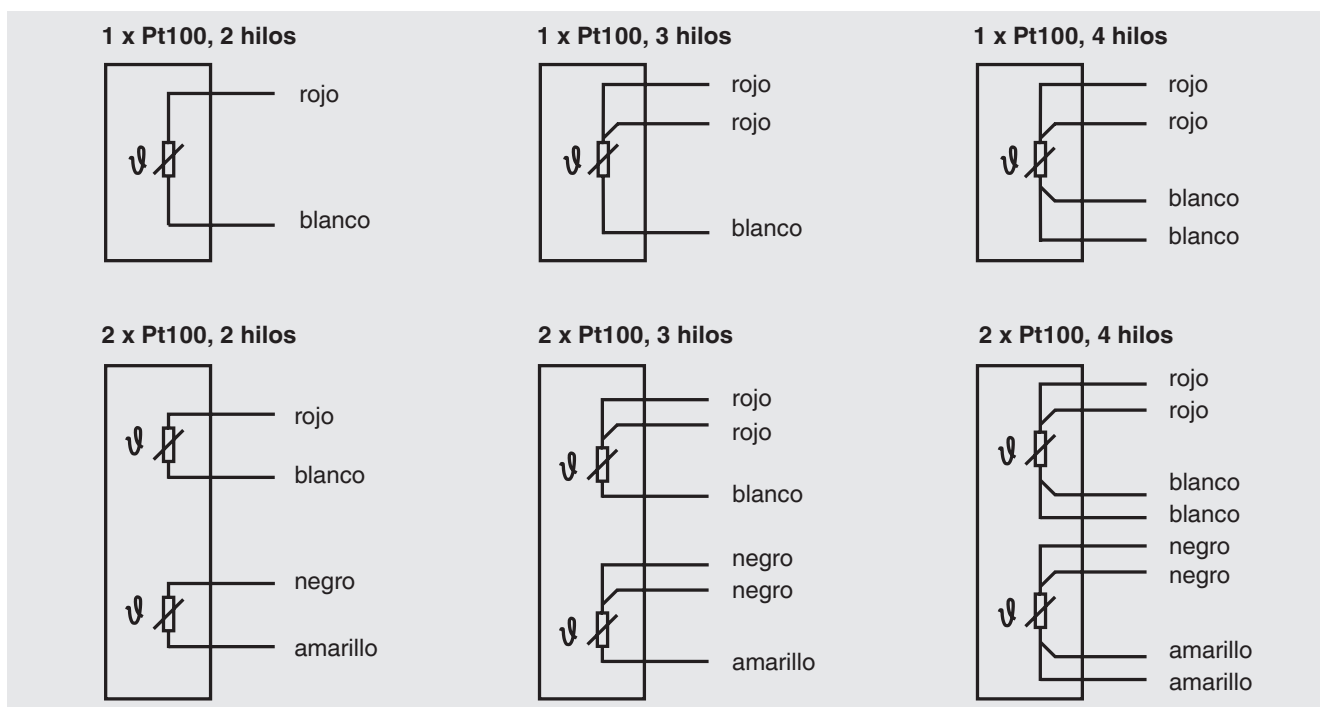 1 x Pt100, 2 hilos
rojo
ϑ
blanco
1 x Pt100, 3 hilos
rojo
rojo
ϑ
blanco
1 x Pt100, 4 hilos
rojo
rojo
ϑ
blanco
blanco
2 x Pt100, 2 hilos
rojo
ϑ
blanco
negro
ϑ
amarillo
2 x Pt100, 3 hilos
rojo
rojo
ϑ
blanco
negro
negro
ϑ
amarillo
2 x Pt100, 4 hilos
rojo
rojo
ϑ
blanco
blanco
negro
negro
ϑ
amarillo
amarillo